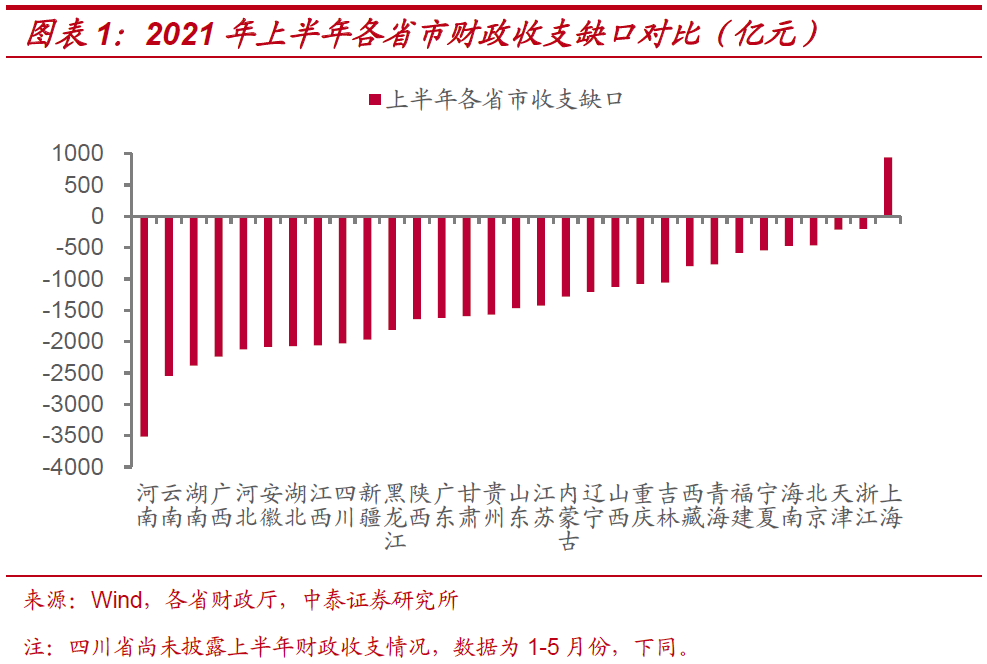 图表 1：2021 年上半年各省市财政收支缺口对比（亿元）
上半年各省市收支缺口
1000
500
0
-500
-1000
-1500
-2000
-2500
-3000
-3500
-4000
河南 云南 湖南 广西 河北 安徽 湖北 江西 四川 新疆 黑龙江 陕西 广东 甘肃 贵州 山东 江苏 内蒙古 辽宁 山西 重庆 吉林 西藏 青海 福建 宁夏 海南 北京 天津 浙江 上海
来源：Wind，各省财政厅，中泰证券研究所
注：四川省尚未披露上半年财政收支情况，数据为 1-5 月份，下同。